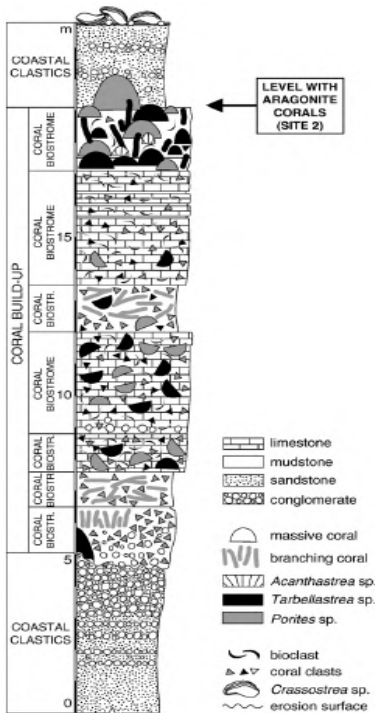 m
COASTAL
CLASTICS
LEVEL WITH
ARAGONITE
CORALS
(SITE 2)
CORAL
BIOSTROME
CORAL
BIOSTROME
15
CORAL BUILD-UP
CORAL
BIOSTR.
CORAL
BIOSTROME
10
CORAL
BIOSTR.
CORAL
BIOSTR.
CORAL
BIOSTR.
5
COASTAL
CLASTICS
0
limestone
mudstone
sandstone
conglomerate
massive coral
branching coral
Acanthastrea sp.
Tarbellastrea sp.
Porites sp.
bioclast
coral clasts
Crassostrea sp.
erosion surface